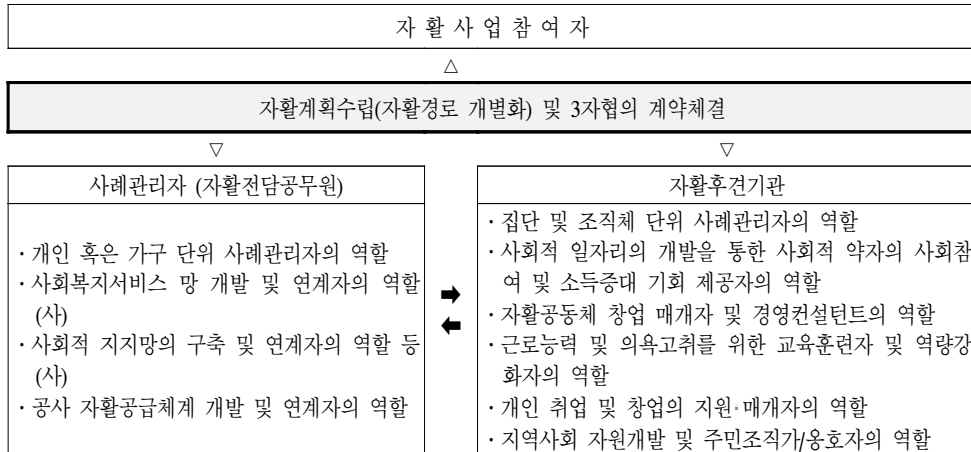 자 활 사 업 참 여 자
△
자활계획수립(자활경로 개별화) 및 3자협의 계약체결
▽
▽
사례관리자 (자활전담공무원)
· 개인 혹은 가구 단위 사례관리자의 역할
· 사회복지서비스 망 개발 및 연계자의 역할
(사)
· 사회적 지지망의 구축 및 연계자의 역할 등
(사)
· 공사 자활공급체계 개발 및 연계자의 역할
자활후견기관
· 집단 및 조직체 단위 사례관리자의 역할
· 사회적 일자리의 개발을 통한 사회적 약자의 사회참
여 및 소득증대 기회 제공자의 역할
· 자활공동체 창업 매개자 및 경영컨설턴트의 역할
· 근로능력 및 의욕고취를 위한 교육훈련자 및 역량강
화자의 역할
· 개인 취업 및 창업의 지원·매개자의 역할
· 지역사회 자원개발 및 주민조직가/옹호자의 역할